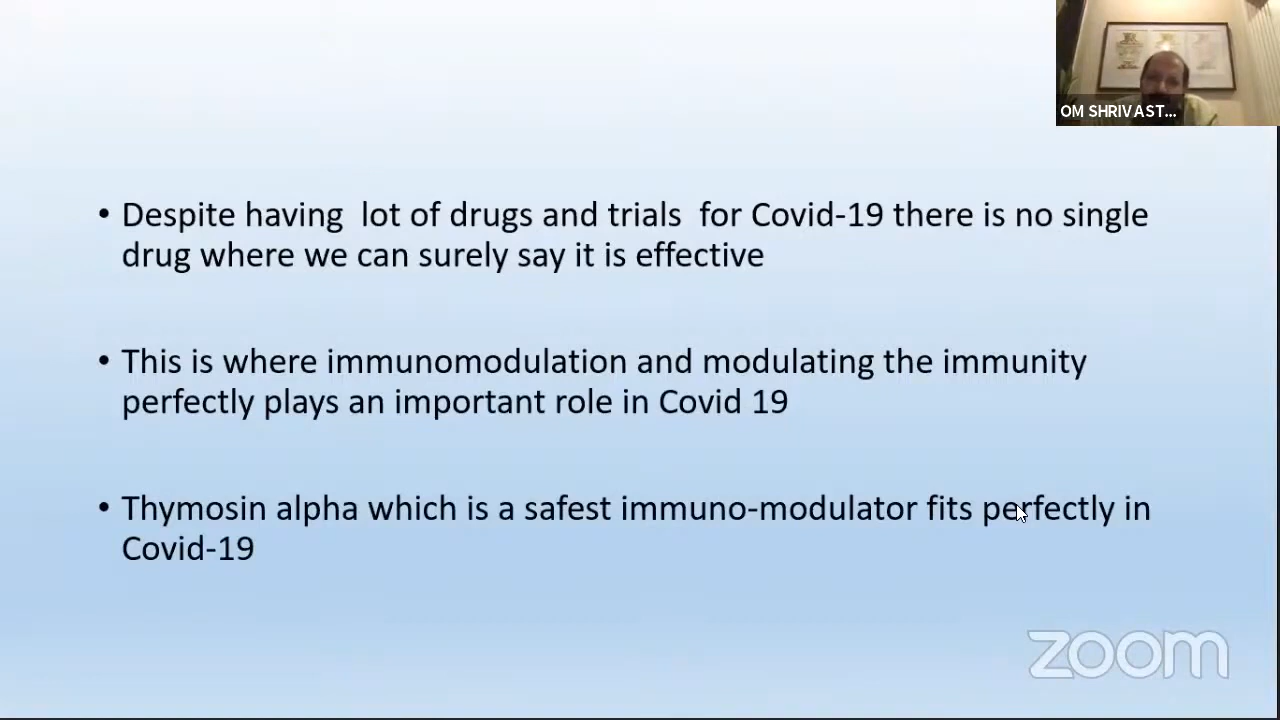 OM SHRIVAST...
• Despite having  lot of drugs and trials  for Covid-19 there is no single
drug where we can surely say it is effective
• This is where immunomodulation and modulating the immunity
perfectly plays an important role in Covid 19
• Thymosin alpha which is a safest immuno-modulator fits perfectly in
Covid-19
zoom